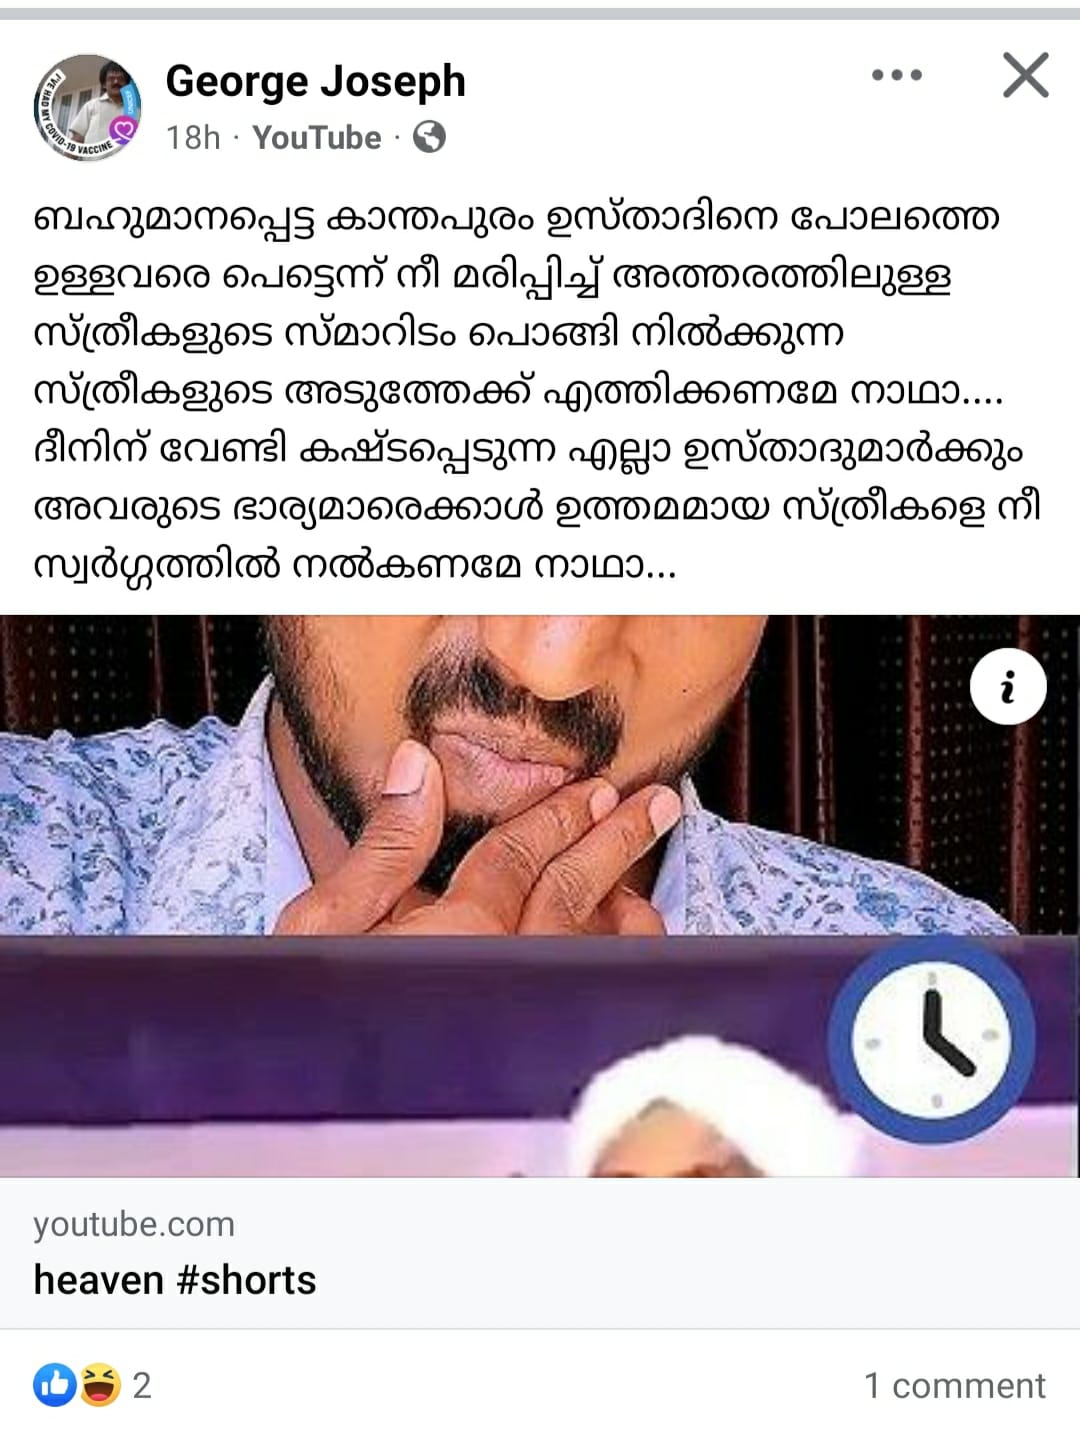 George Joseph
18h · YouTube ·
I'VE HAD MY COVID-19 VACCINE
ബഹുമാനപ്പെട്ട കാന്തപുരം ഉസ്താദിനെ പോലത്തെ
ഉള്ളവരെ പെട്ടെന്ന് നീ മരിപ്പിച്ച് അത്തരത്തിലുള്ള
സ്ത്രീകളുടെ സ്മാറിടം പൊങ്ങി നിൽക്കുന്ന
സ്ത്രീകളുടെ അടുത്തേക്ക് എത്തിക്കണമേ നാഥാ....
ദീനിന് വേണ്ടി കഷ്ടപ്പെടുന്ന എല്ലാ ഉസ്താദുമാർക്കും
അവരുടെ ഭാര്യമാരെക്കാൾ ഉത്തമമായ സ്ത്രീകളെ നീ
സ്വർഗ്ഗത്തിൽ നൽകണമേ നാഥാ...
youtube.com
heaven #shorts
2
1 comment